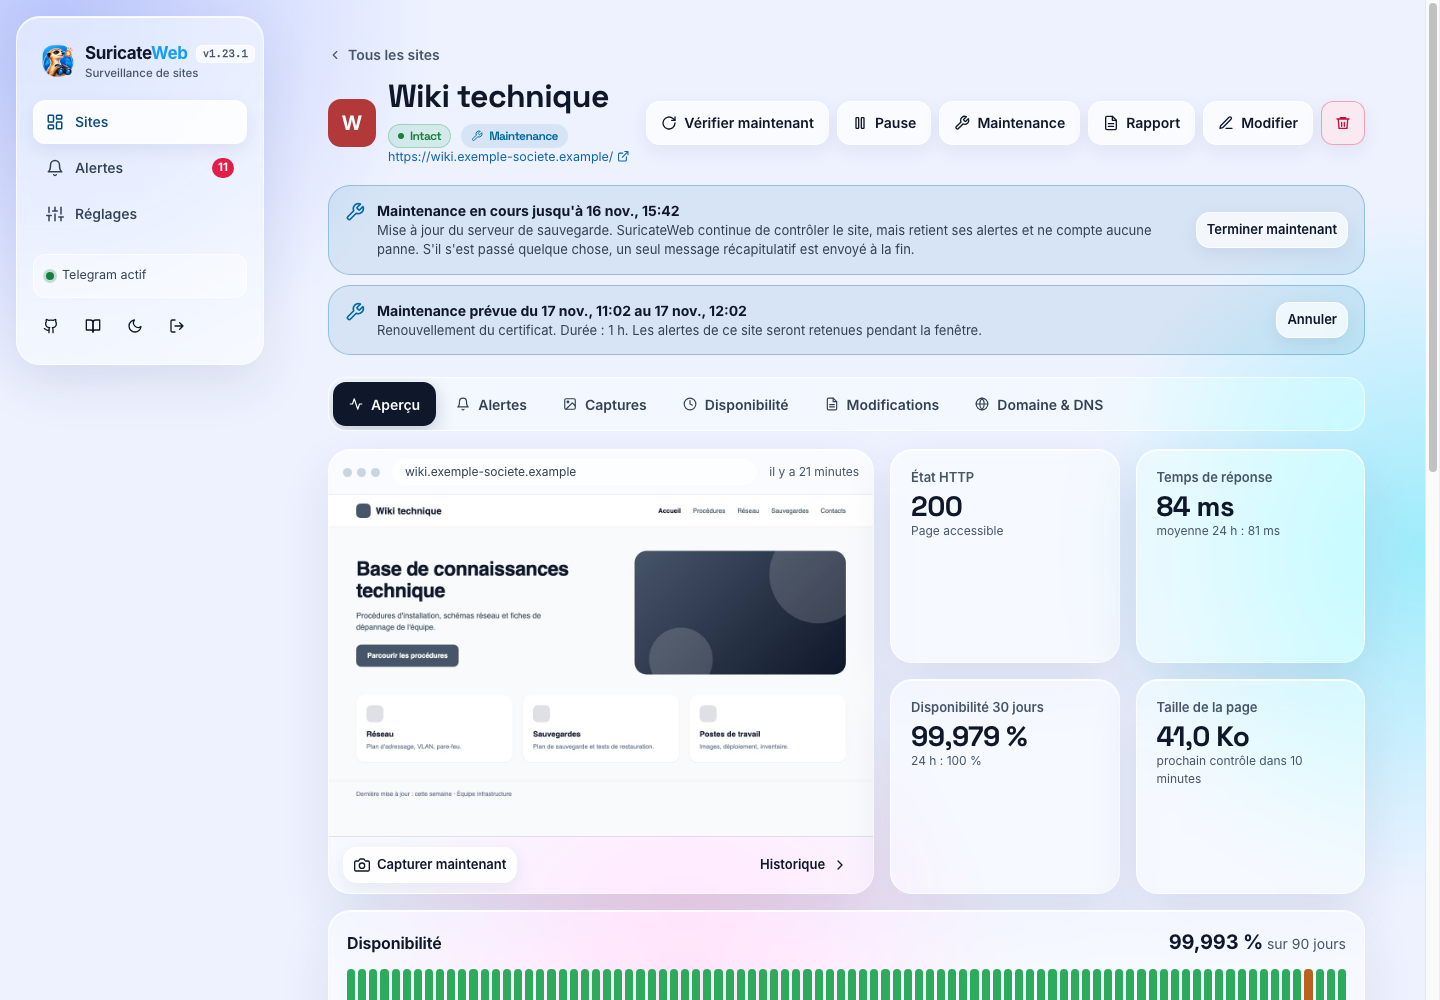 SuricateWeb v1.23.1
Surveillance de sites
Sites
Alertes 11
Réglages
Telegram actif
Tous les sites
W
Wiki technique
Intact Maintenance
https://wiki.exemple-societe.example/
Vérifier maintenant Pause Maintenance Rapport Modifier
Maintenance en cours jusqu'à 16 nov., 15:42
Mise à jour du serveur de sauvegarde. SuricateWeb continue de contrôler le site, mais retient ses alertes et ne compte aucune
panne. S'il s'est passé quelque chose, un seul message récapitulatif est envoyé à la fin.
Terminer maintenant
Maintenance prévue du 17 nov., 11:02 au 17 nov., 12:02
Renouvellement du certificat. Durée : 1 h. Les alertes de ce site seront retenues pendant la fenêtre.
Annuler
Aperçu Alertes Captures Disponibilité Modifications Domaine & DNS
wiki.exemple-societe.example il y a 21 minutes
Wiki technique Accueil Procédures Réseau Sauvegardes Contacts
Base de connaissances
technique
Procédures d'installation, schémas réseau et fiches de
dépannage de l'équipe.
Parcourir les procédures
Réseau
Plan d'adressage, VLAN, pare-feu.
Sauvegardes
Plan de sauvegarde et tests de restauration.
Postes de travail
Images, déploiement, inventaire.
Dernière mise à jour : cette semaine · Équipe infrastructure
Capturer maintenant Historique
État HTTP
200
Page accessible
Temps de réponse
84 ms
moyenne 24 h : 81 ms
Disponibilité 30 jours
99,979 %
24 h : 100 %
Taille de la page
41,0 Ko
prochain contrôle dans 10
minutes
Disponibilité 99,993 % sur 90 jours